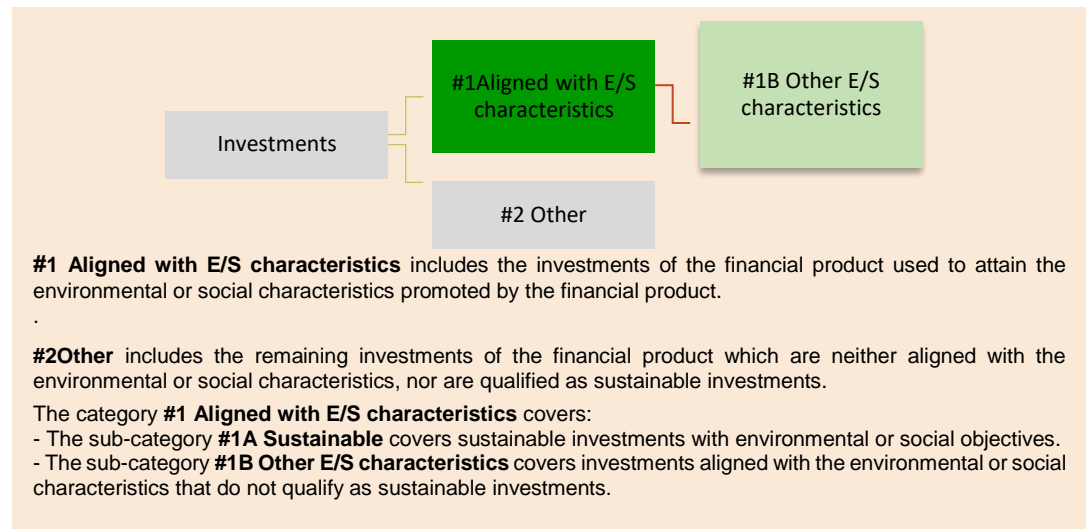 #1Aligned with E/S
characteristics
#1B Other E/S
characteristics
Investments
#2 Other
#1 Aligned with E/S characteristics includes the investments of the financial product used to attain the
environmental or social characteristics promoted by the financial product.
.
#2Other includes the remaining investments of the financial product which are neither aligned with the
environmental or social characteristics, nor are qualified as sustainable investments.
The category #1 Aligned with E/S characteristics covers:
- The sub-category #1A Sustainable covers sustainable investments with environmental or social objectives.
- The sub-category #1B Other E/S characteristics covers investments aligned with the environmental or social
characteristics that do not qualify as sustainable investments.